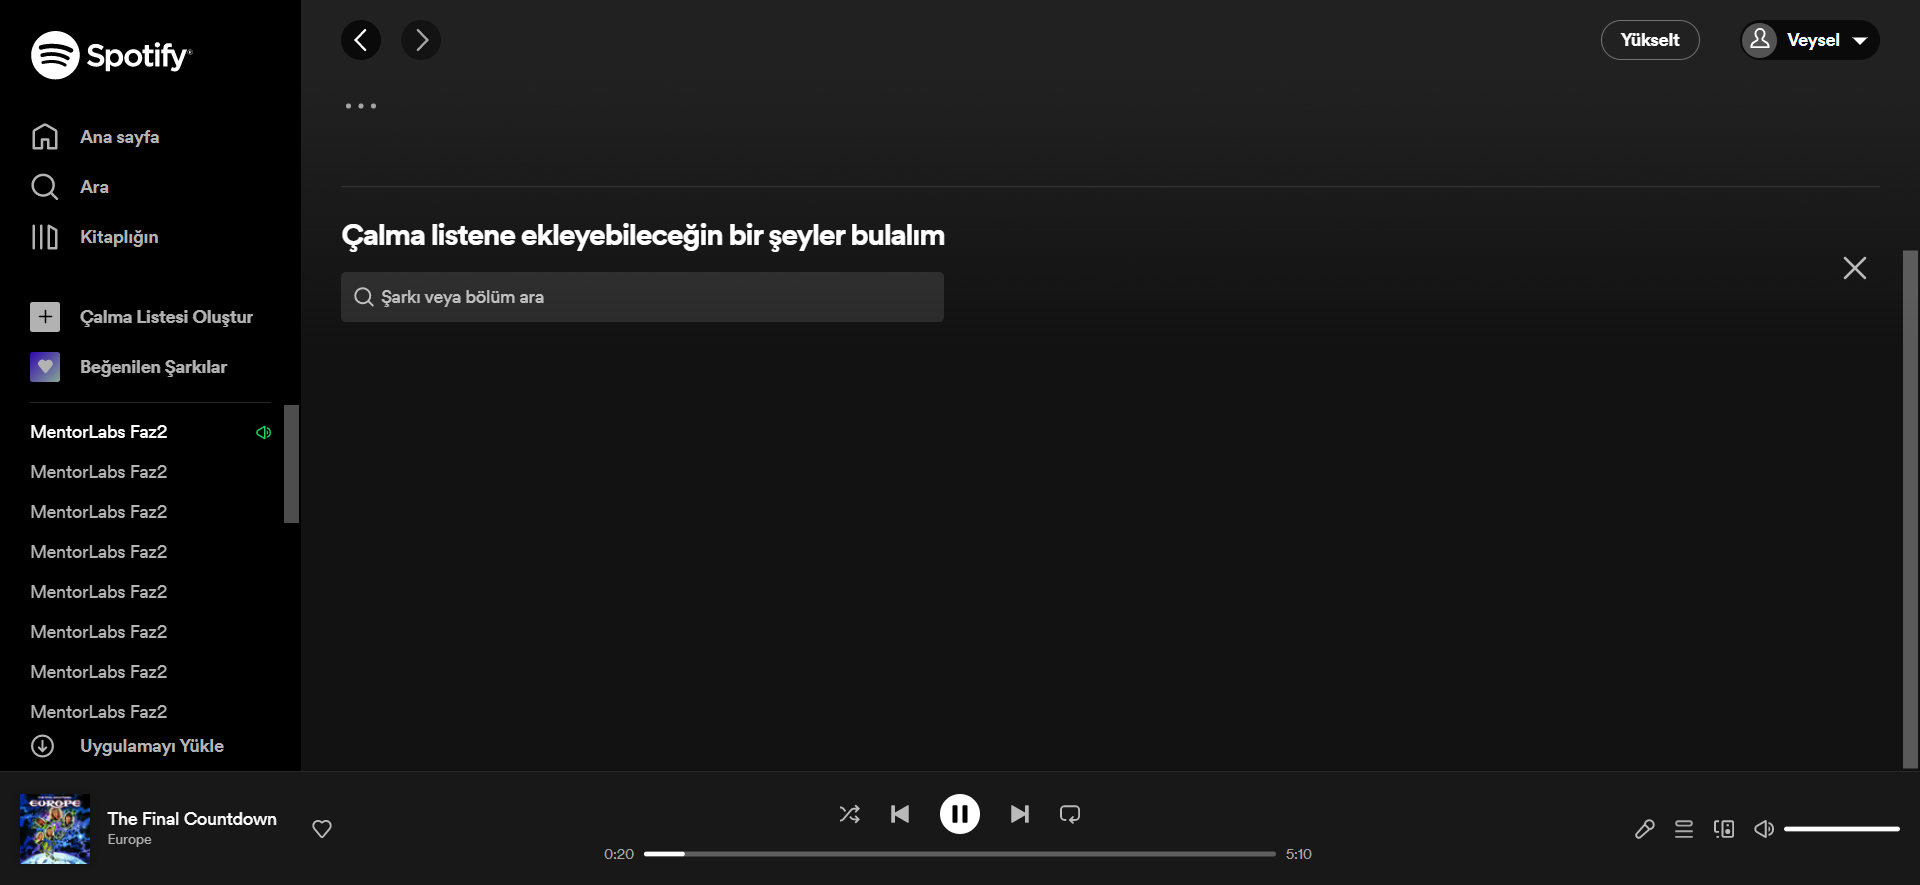 Spotify
Ana sayfa
Ara
Kitaplığın
Çalma Listesi Oluştur
Beğenilen Şarkılar
MentorLabs Faz2
MentorLabs Faz2
MentorLabs Faz2
MentorLabs Faz2
MentorLabs Faz2
MentorLabs Faz2
MentorLabs Faz2
MentorLabs Faz2
Uygulamayı Yükle
Yükselt
Veysel
Çalma listene ekleyebileceğin bir şeyler bulalım
Şarkı veya bölüm ara
EUROPE
The Final Countdown
Europe
0:20
5:10